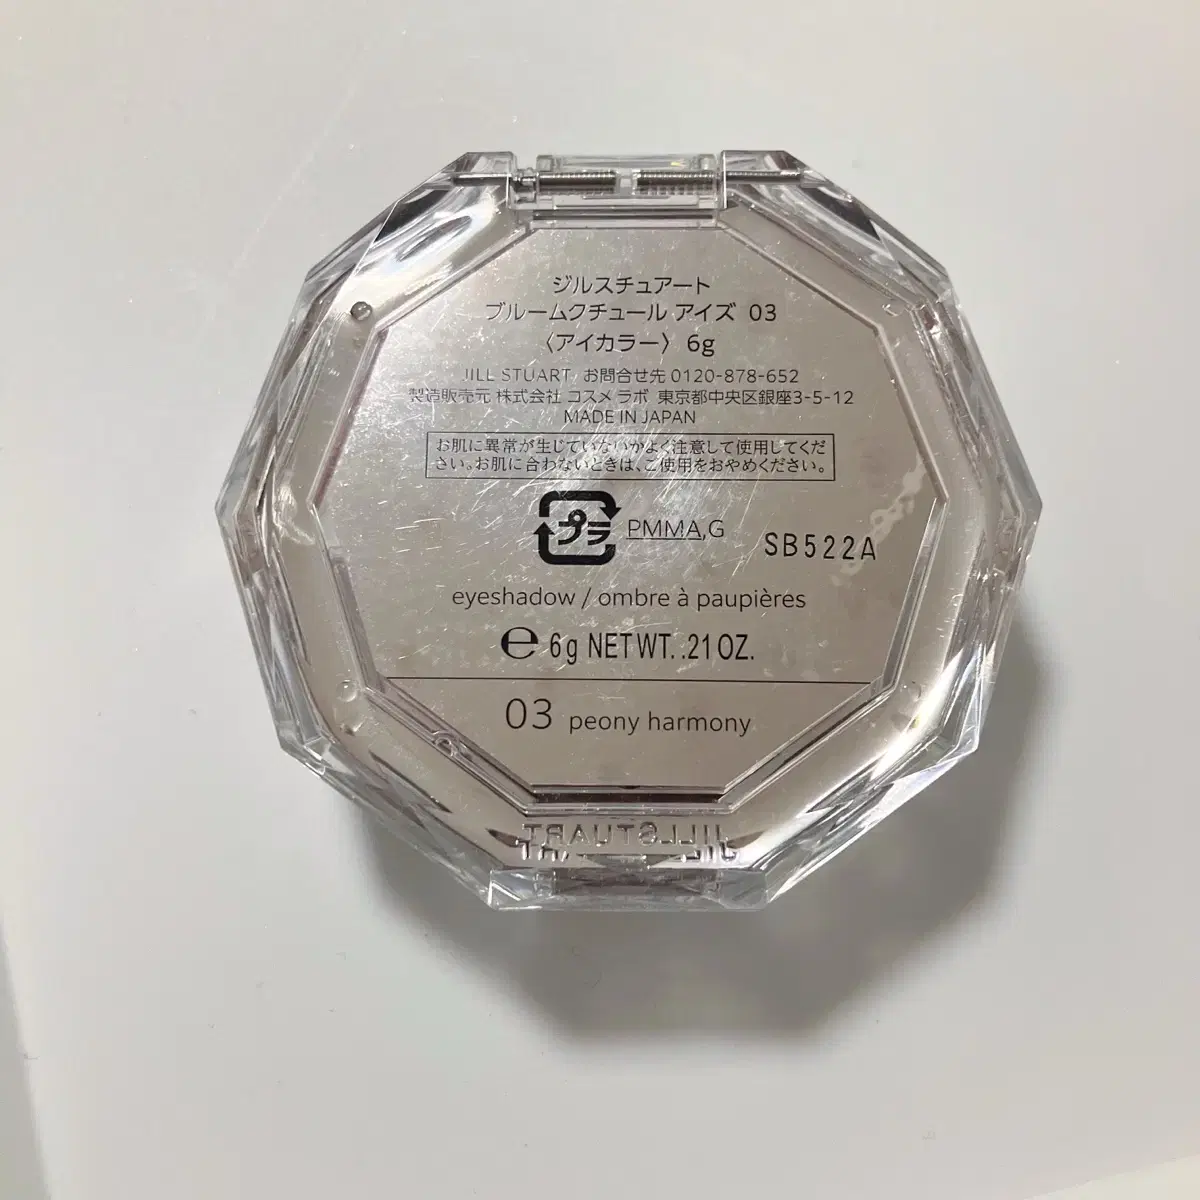 ジルスチュアート
ブルームクチュール アイズ 03
〈アイカラー〉 6g
JILL STUART お問合せ先 0120-878-652
製造販売元 株式会社 コスメ ラボ 東京都中央区銀座3-5-12
MADE IN JAPAN
お肌に異常が生じていないかよく注意して使用してくだ
さい。お肌に合わないときは、ご使用をおやめください。
プラ PMMA,G
SB522A
eyeshadow / ombre à paupières
℮ 6g NET WT. .21 OZ.
03 peony harmony
JILLSTUART